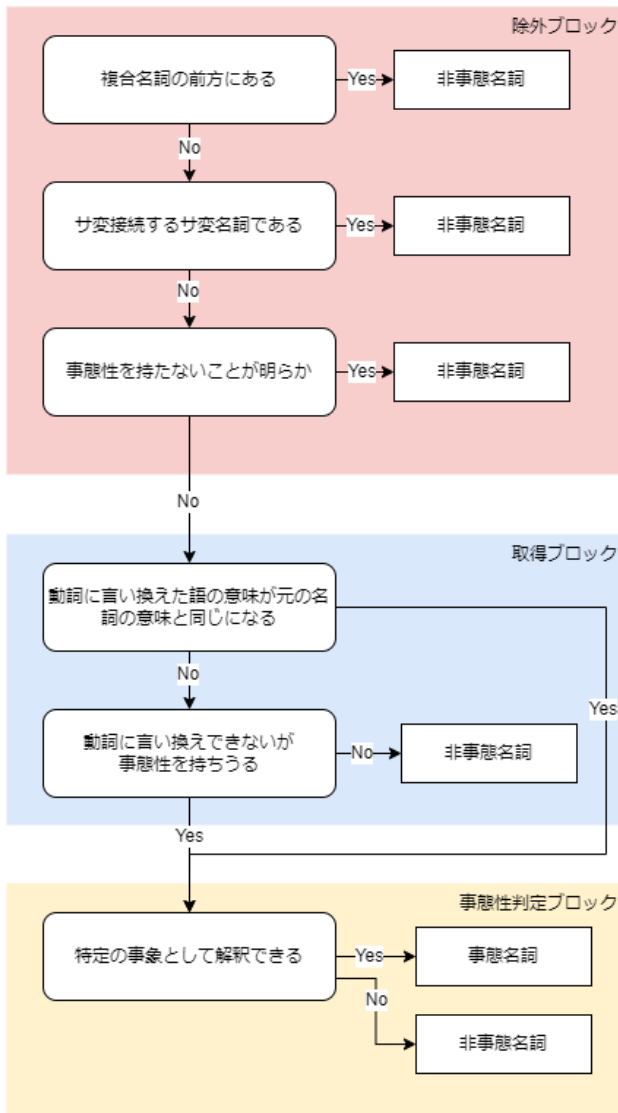 除外ブロック
複合名詞の前方にある
Yes
非事態名詞
No
サ変接続するサ変名詞である
Yes
非事態名詞
No
事態性を持たないことが明らか
Yes
非事態名詞
No
取得ブロック
動詞に言い換えた語の意味が元の名
詞の意味と同じになる
No
Yes
動詞に言い換えできないが
事態性を持ちうる
No
非事態名詞
Yes
事態性判定ブロック
特定の事象として解釈できる
Yes
事態名詞
No
非事態名詞